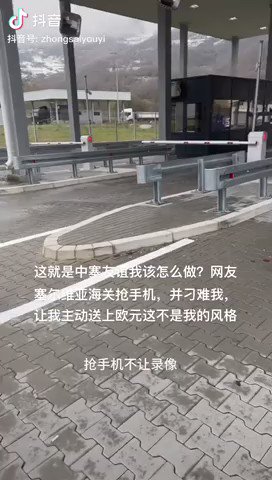 抖音
抖音号: zhongsaiyouyi
这就是中塞友谊我该怎么做？网友
塞尔维亚海关抢手机，并刁难我，
让我主动送上欧元这不是我的风格
抢手机不让录像